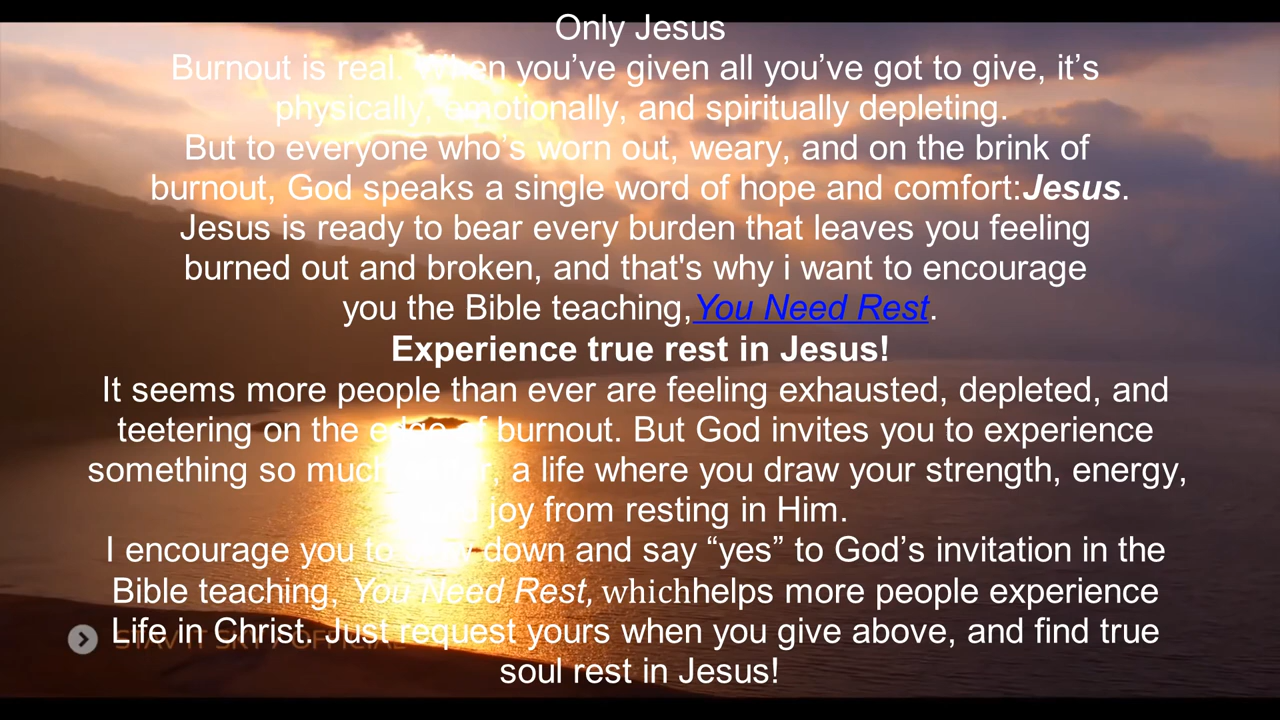 Only Jesus
Burnout is real. When you’ve given all you’ve got to give, it’s
physically, emotionally, and spiritually depleting.
But to everyone who’s worn out, weary, and on the brink of
burnout, God speaks a single word of hope and comfort:Jesus.
Jesus is ready to bear every burden that leaves you feeling
burned out and broken, and that's why i want to encourage
you the Bible teaching,You Need Rest.
Experience true rest in Jesus!
It seems more people than ever are feeling exhausted, depleted, and
teetering on the edge of burnout. But God invites you to experience
something so much, a life where you draw your strength, energy,
joy from resting in Him.
I encourage you to down and say “yes” to God’s invitation in the
Bible teaching, You Need Rest, whichhelps more people experience
Life in Christ. Just request yours when you give above, and find true
OFFICIAL
soul rest in Jesus!